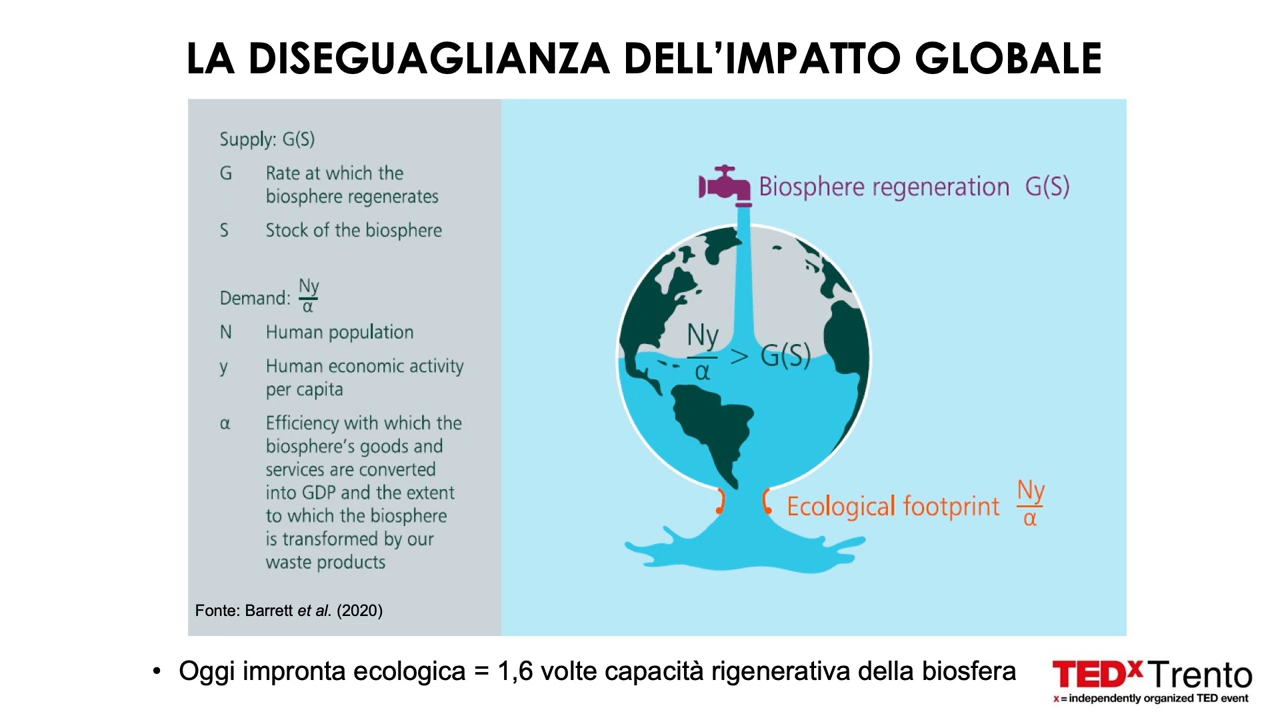 LA DISEGUAGLIANZA DELL’IMPATTO GLOBALE
Supply: G(S)
G Rate at which the
biosphere regenerates
S Stock of the biosphere
Demand: Ny
α
N Human population
y Human economic activity
per capita
α Efficiency with which the
biosphere’s goods and
services are converted
into GDP and the extent
to which the biosphere
is transformed by our
waste products
Fonte: Barrett et al. (2020)
Biosphere regeneration G(S)
Ny
α > G(S)
Ecological footprint Ny
α
• Oggi impronta ecologica = 1,6 volte capacità rigenerativa della biosfera
TEDx Trento
x = independently organized TED event